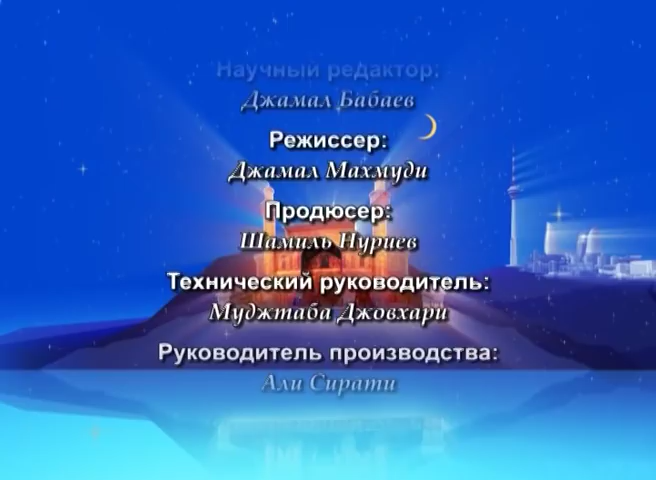 Научный редактор:
Джамал Бабаев
Режиссер:
Джамал Махмуди
Продюсер:
Шамиль Нуриев
Технический руководитель:
Муджтаба Джовхари
Руководитель производства:
Али Сирати